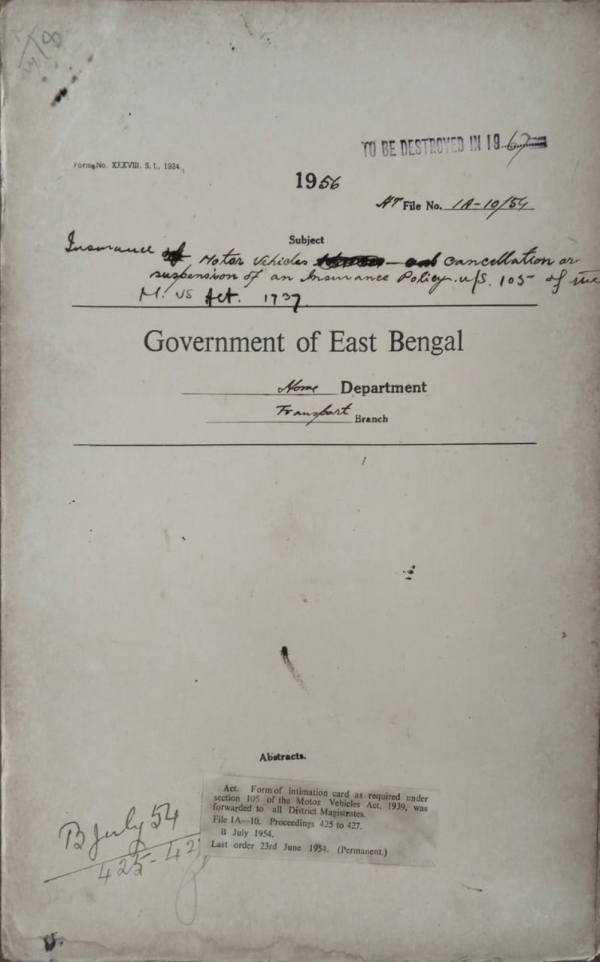 TO BE DESTROYED IN 1967
Form No. XXXVIII. S. I., 1934.
1956
File No. 1A-10/54
Subject
Insurance of Motor Vehicles cancellation or
suspension of an Insurance Policy u/S. 105 of the
M. VS Act. 1939.
Government of East Bengal
Home Department
Transport Branch
Abstracts.
Act. Form of intimation card as required under
section 105 of the Motor Vehicles Act, 1939, was
forwarded to all District Magistrates.
File 1A—10. Proceedings 425 to 427.
B July 1954.
Last order 23rd June 1954. (Permanent.)
B July 54
425-42